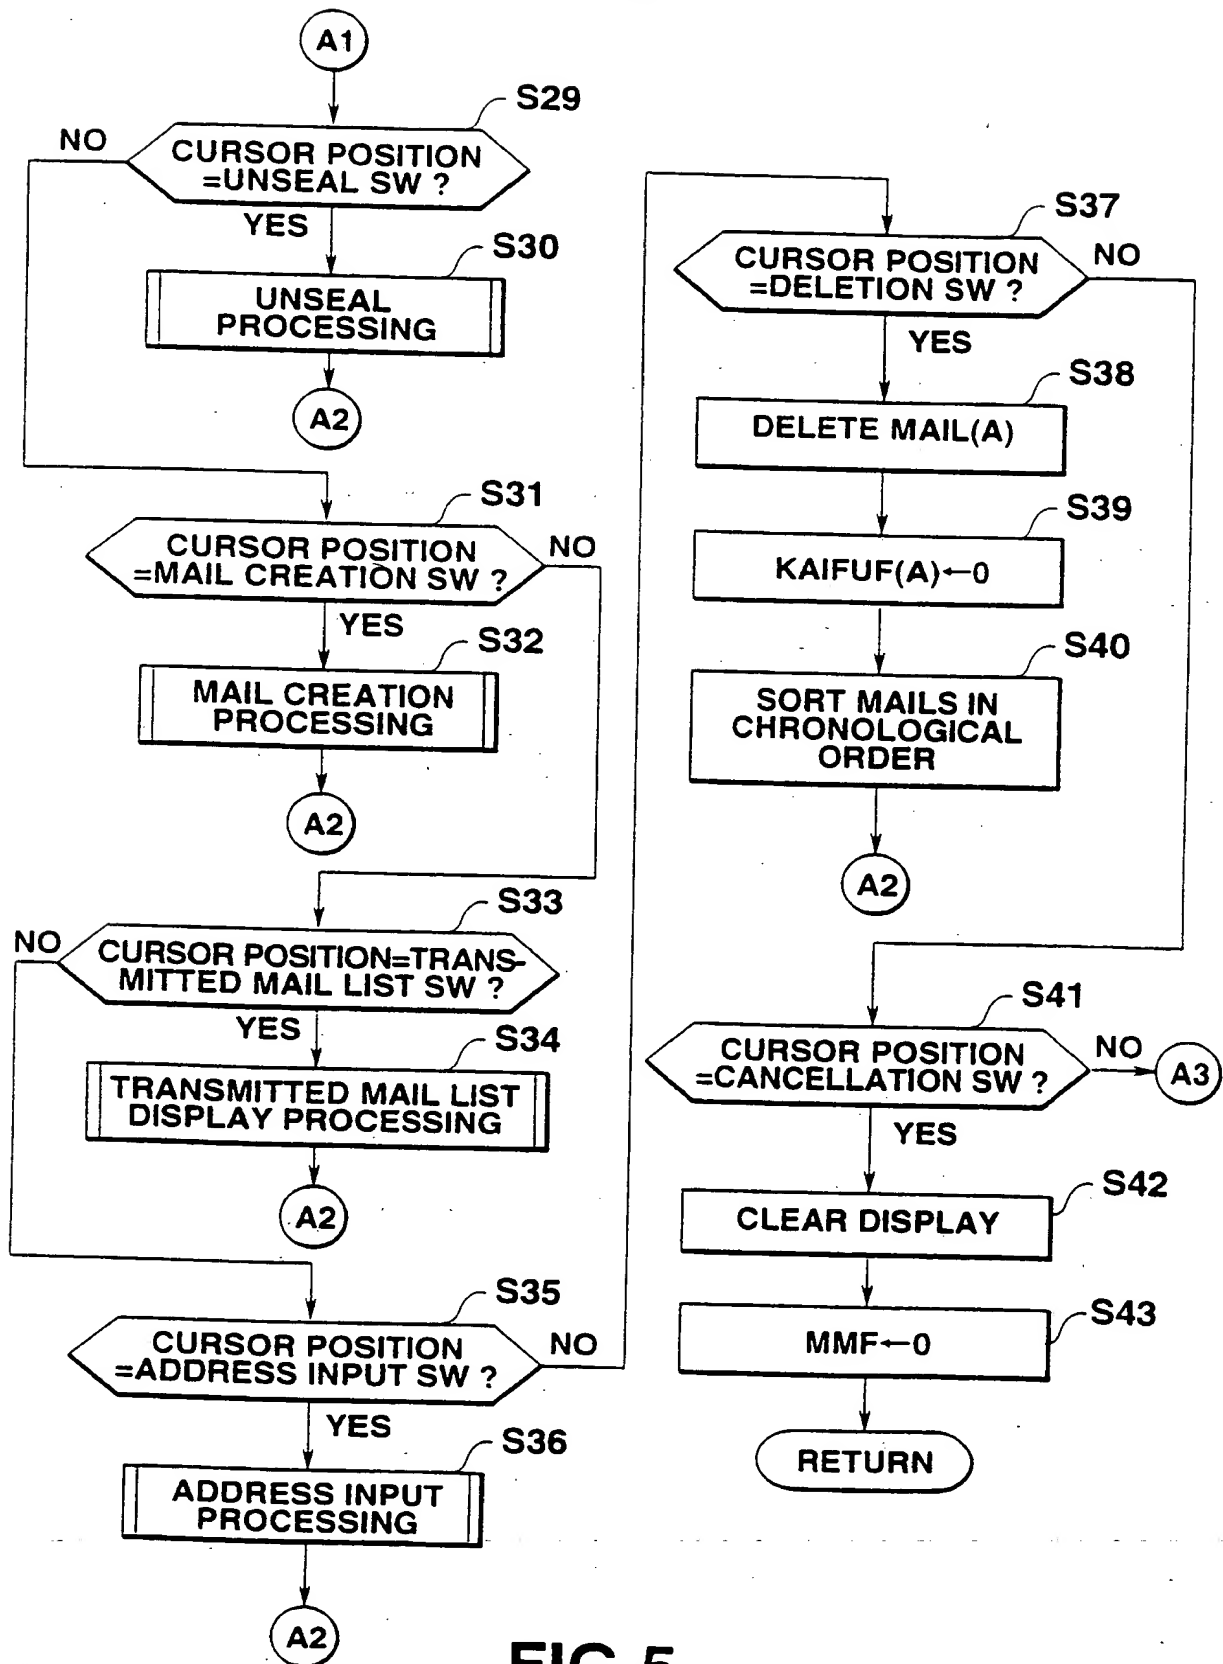 A1
S29
NO
CURSOR POSITION
=UNSEAL SW ?
YES
S30
UNSEAL
PROCESSING
A2
S31
CURSOR POSITION
=MAIL CREATION SW ?
NO
YES
S32
MAIL CREATION
PROCESSING
A2
S33
NO
CURSOR POSITION=TRANS-
MITTED MAIL LIST SW ?
YES
S34
TRANSMITTED MAIL LIST
DISPLAY PROCESSING
A2
S35
CURSOR POSITION
=ADDRESS INPUT SW ?
NO
YES
S36
ADDRESS INPUT
PROCESSING
A2
S37
CURSOR POSITION
=DELETION SW ?
NO
YES
S38
DELETE MAIL(A)
S39
KAIFUF(A)←0
S40
SORT MAILS IN
CHRONOLOGICAL
ORDER
A2
S41
CURSOR POSITION
=CANCELLATION SW ?
NO
A3
YES
S42
CLEAR DISPLAY
S43
MMF←0
RETURN
FIG.5